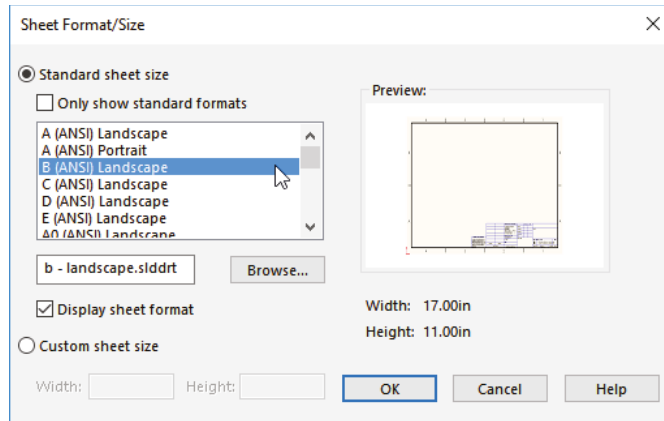 Sheet Format/Size
Standard sheet size
Only show standard formats
A (ANSI) Landscape
A (ANSI) Portrait
B (ANSI) Landscape
C (ANSI) Landscape
D (ANSI) Landscape
E (ANSI) Landscape
A0 (ANSI) Landscape
b - landscape.slddrt
Browse...
Display sheet format
Custom sheet size
Width:
Height:
Preview:
Width: 17.00in
Height: 11.00in
OK
Cancel
Help